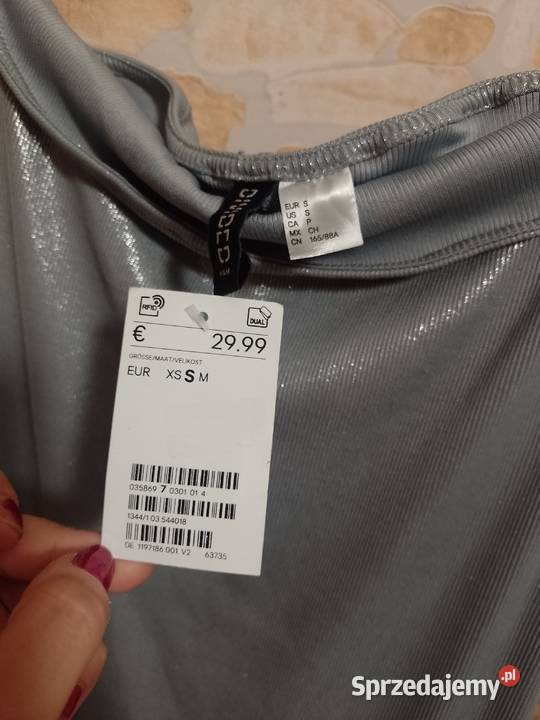 EUR S
US S
CA P
MX CH
CN 165/88A
RFID
DUAL
€ 29.99
GRÖSSE/MAAT/VELIKOST
EUR XS S M
035869 7 0301 01 4
1344/1 03 544018
DE 1197186 001 V2 63735
Sprzedajemy.pl